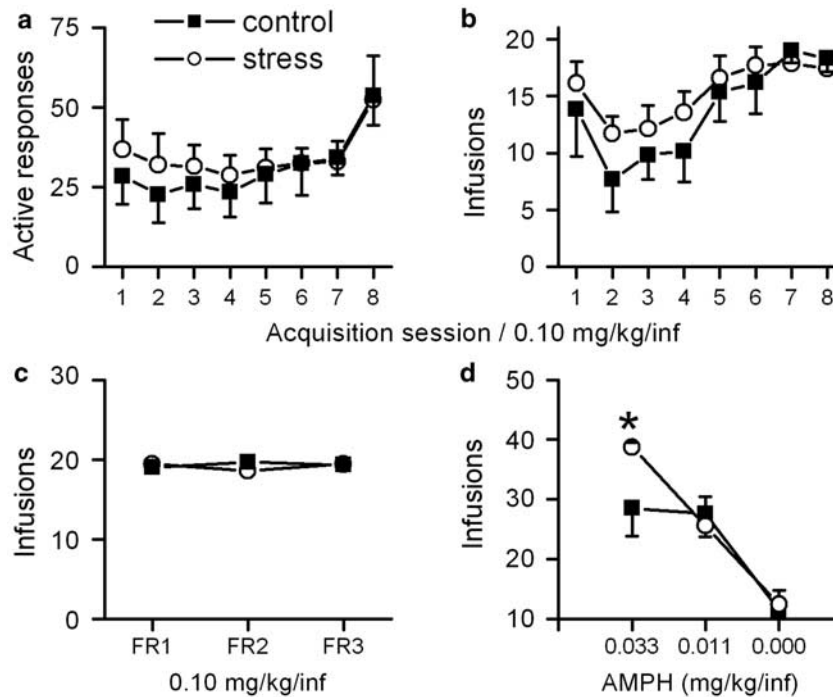 a
75
50
25
0
Active responses
control
stress
1 2 3 4 5 6 7 8
b
20
15
10
5
0
Infusions
1 2 3 4 5 6 7 8
Acquisition session / 0.10 mg/kg/inf
c
30
20
10
0
Infusions
FR1 FR2 FR3
0.10 mg/kg/inf
d
50
40
30
20
10
Infusions
*
0.033 0.011 0.000
AMPH (mg/kg/inf)